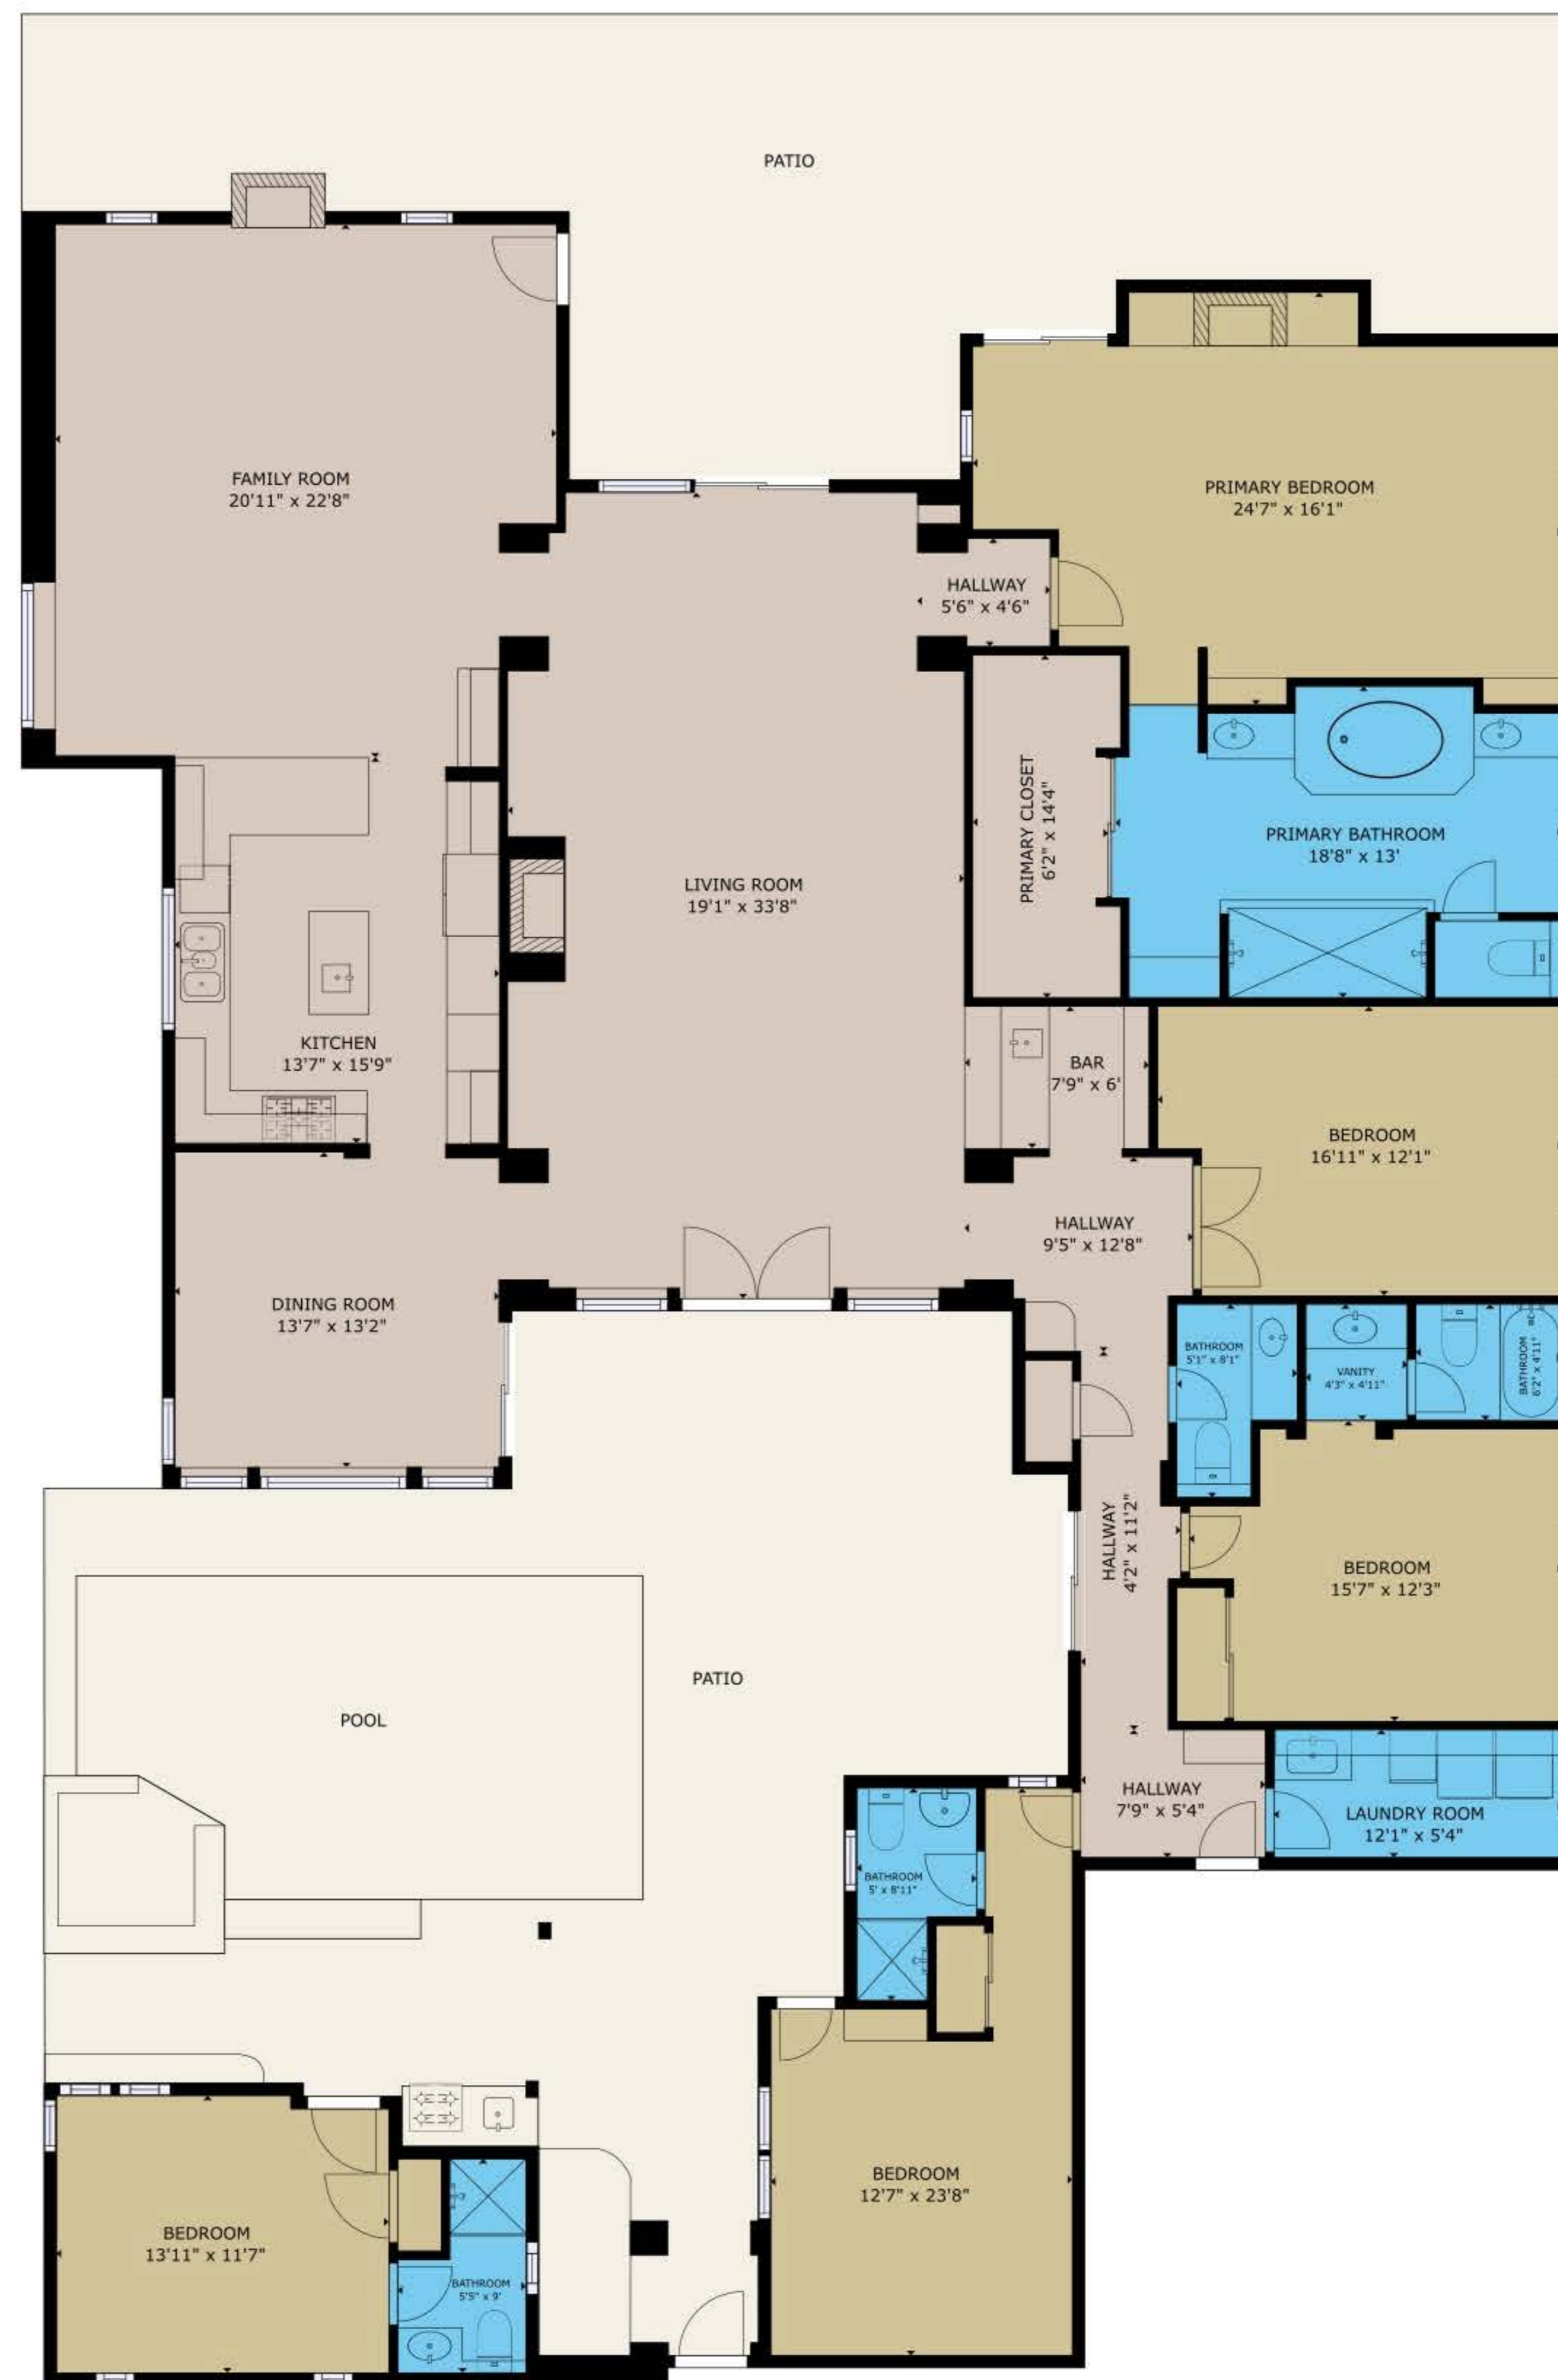 PATIO
FAMILY ROOM
20'11" x 22'8"
PRIMARY BEDROOM
24'7" x 16'1"
HALLWAY
5'6" x 4'6"
PRIMARY CLOSET
6'2" x 14'4"
PRIMARY BATHROOM
18'8" x 13'
LIVING ROOM
19'1" x 33'8"
KITCHEN
13'7" x 15'9"
BAR
7'9" x 6'
BEDROOM
16'11" x 12'1"
HALLWAY
9'5" x 12'8"
DINING ROOM
13'7" x 13'2"
BATHROOM
5'1" x 8'1"
VANITY
4'3" x 4'11"
BATHROOM
6'2" x 4'11"
HALLWAY
4'2" x 11'2"
BEDROOM
15'7" x 12'3"
PATIO
POOL
HALLWAY
7'9" x 5'4"
LAUNDRY ROOM
12'1" x 5'4"
BATHROOM
5' x 8'11"
BEDROOM
12'7" x 23'8"
BEDROOM
13'11" x 11'7"
BATHROOM
5'5" x 9'